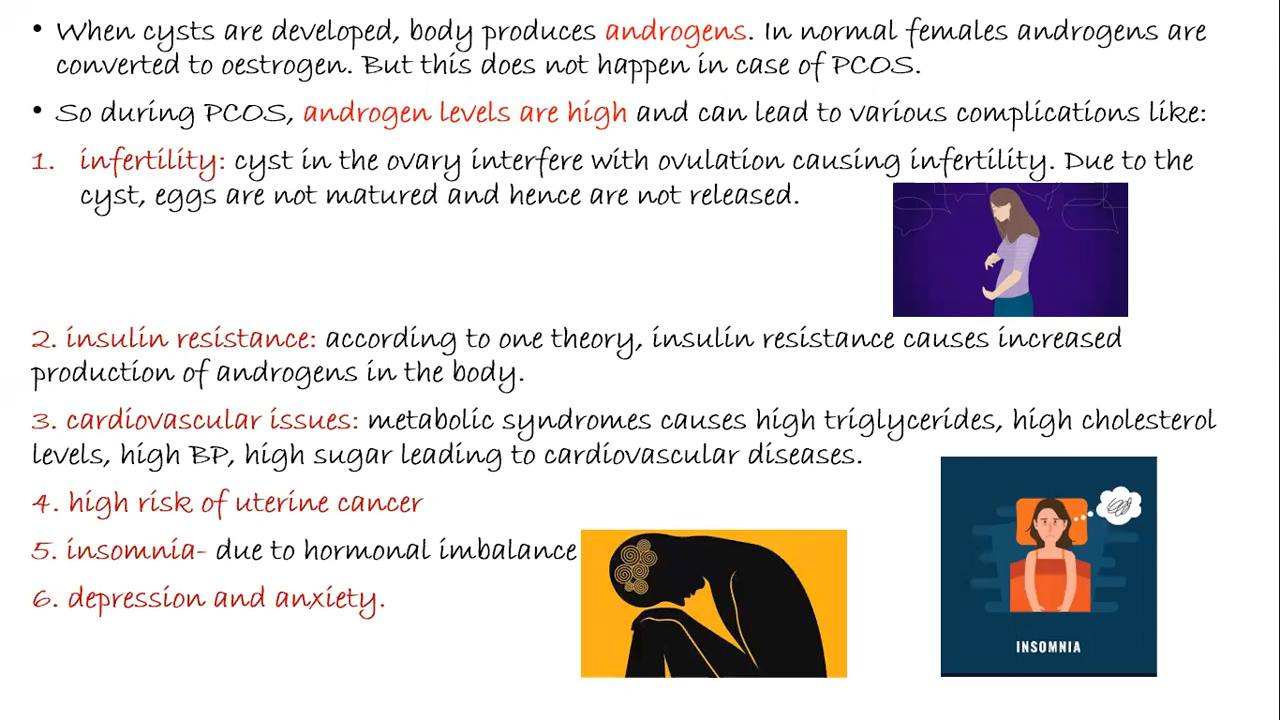 • When cysts are developed, body produces androgens. In normal females androgens are
converted to oestrogen. But this does not happen in case of PCOS.
• So during PCOS, androgen levels are high and can lead to various complications like:
1. infertility: cyst in the ovary interfere with ovulation causing infertility. Due to the
cyst, eggs are not matured and hence are not released.
2. insulin resistance: according to one theory, insulin resistance causes increased
production of androgens in the body.
3. cardiovascular issues: metabolic syndromes causes high triglycerides, high cholesterol
levels, high BP, high sugar leading to cardiovascular diseases.
4. high risk of uterine cancer
5. insomnia- due to hormonal imbalance
6. depression and anxiety.
INSOMNIA